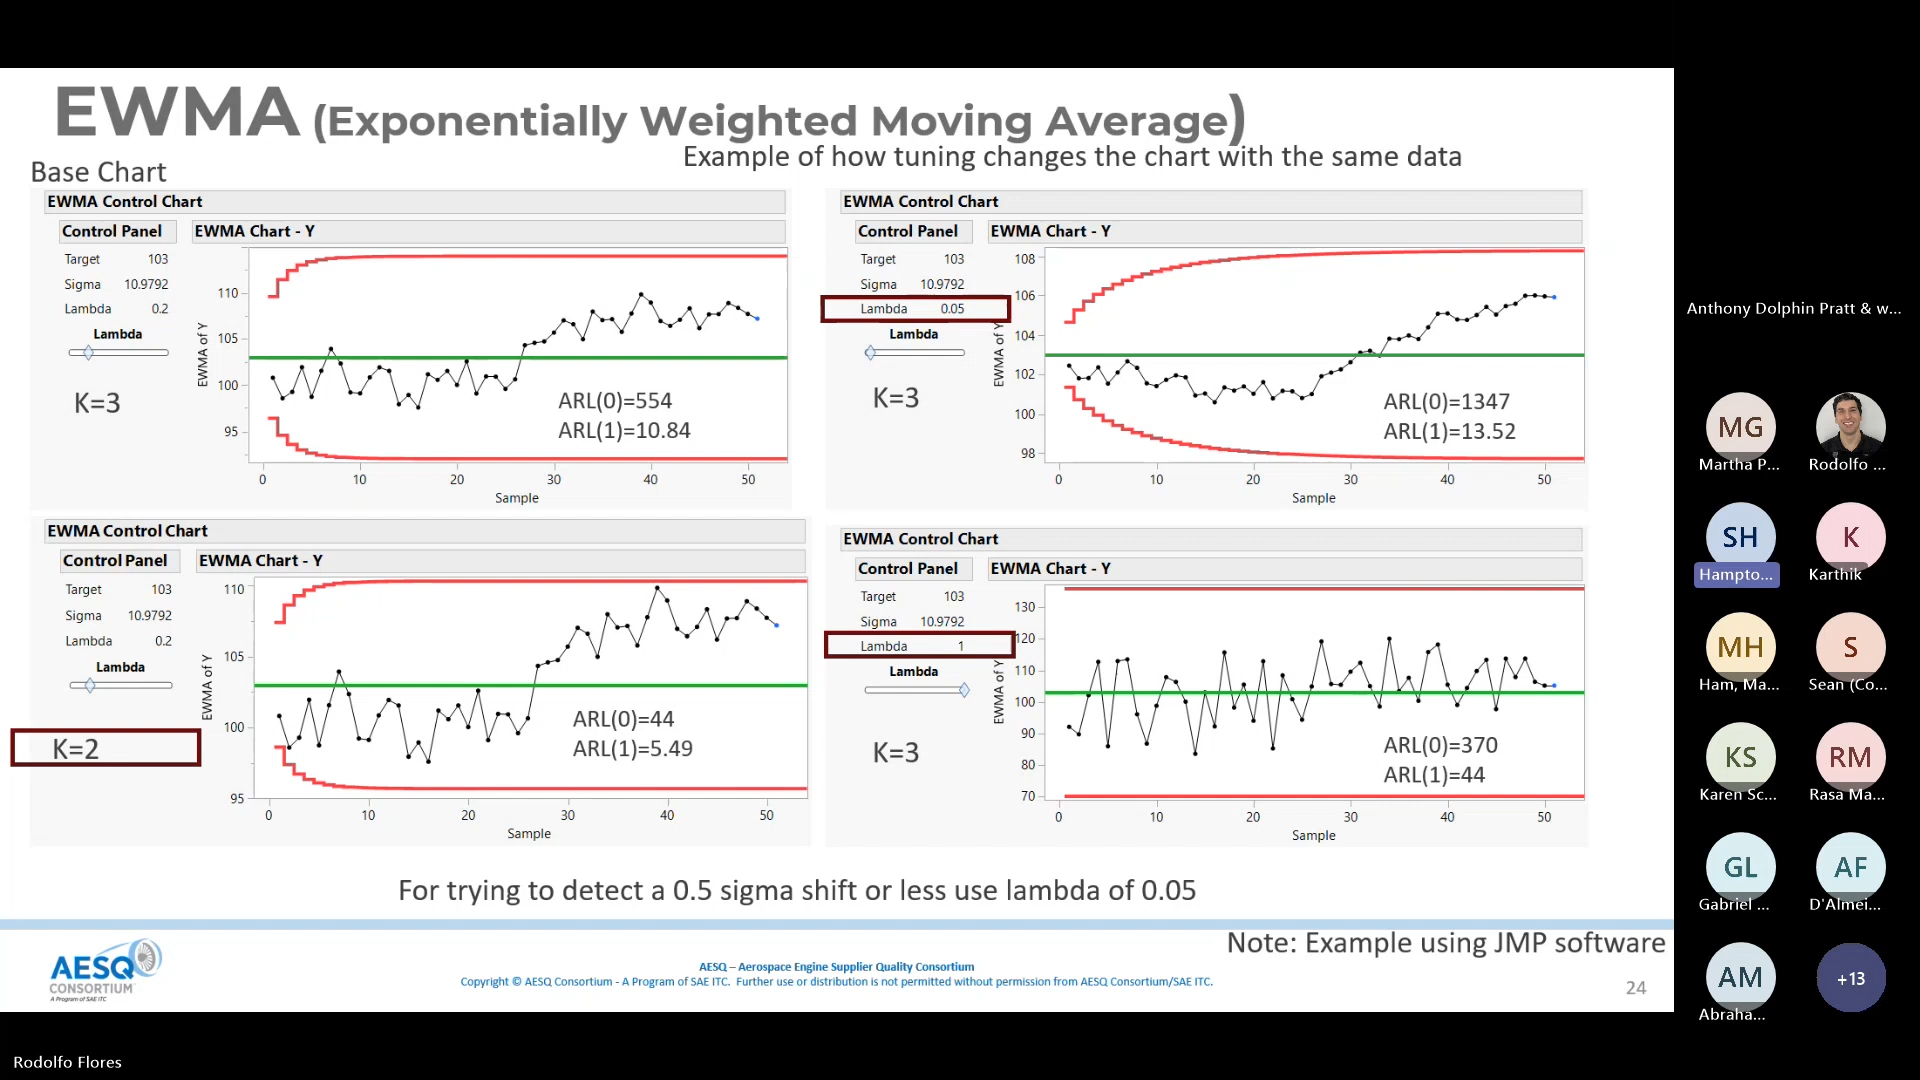 EWMA (Exponentially Weighted Moving Average)
Example of how tuning changes the chart with the same data
Base Chart
EWMA Control Chart
Control Panel
EWMA Chart - Y
Target 103
Sigma 10.9792
Lambda 0.2
Lambda
K=3
EWMA of Y
110
105
100
95
ARL(0)=554
ARL(1)=10.84
0 10 20 30 40 50
Sample
EWMA Control Chart
Control Panel
EWMA Chart - Y
Target 103
Sigma 10.9792
Lambda 0.05
Lambda
K=3
EWMA of Y
108
106
104
102
100
98
ARL(0)=1347
ARL(1)=13.52
0 10 20 30 40 50
Sample
EWMA Control Chart
Control Panel
EWMA Chart - Y
Target 103
Sigma 10.9792
Lambda 0.2
Lambda
K=2
EWMA of Y
110
105
100
95
ARL(0)=44
ARL(1)=5.49
0 10 20 30 40 50
Sample
EWMA Control Chart
Control Panel
EWMA Chart - Y
Target 103
Sigma 10.9792
Lambda 1
Lambda
K=3
EWMA of Y
130
120
110
100
90
80
70
ARL(0)=370
ARL(1)=44
0 10 20 30 40 50
Sample
For trying to detect a 0.5 sigma shift or less use lambda of 0.05
Note: Example using JMP software
AESQ
CONSORTIUM
A Program of SAE ITC
AESQ – Aerospace Engine Supplier Quality Consortium
Copyright © AESQ Consortium - A Program of SAE ITC. Further use or distribution is not permitted without permission from AESQ Consortium/SAE ITC.
24
Anthony Dolphin Pratt & w...
MG
Martha P... Rodolfo ...
SH K
Hampto... Karthik
MH S
Ham, Ma... Sean (Co...
KS RM
Karen Sc... Rasa Ma...
GL AF
Gabriel ... D'Almei...
AM +13
Abraha...
Rodolfo Flores